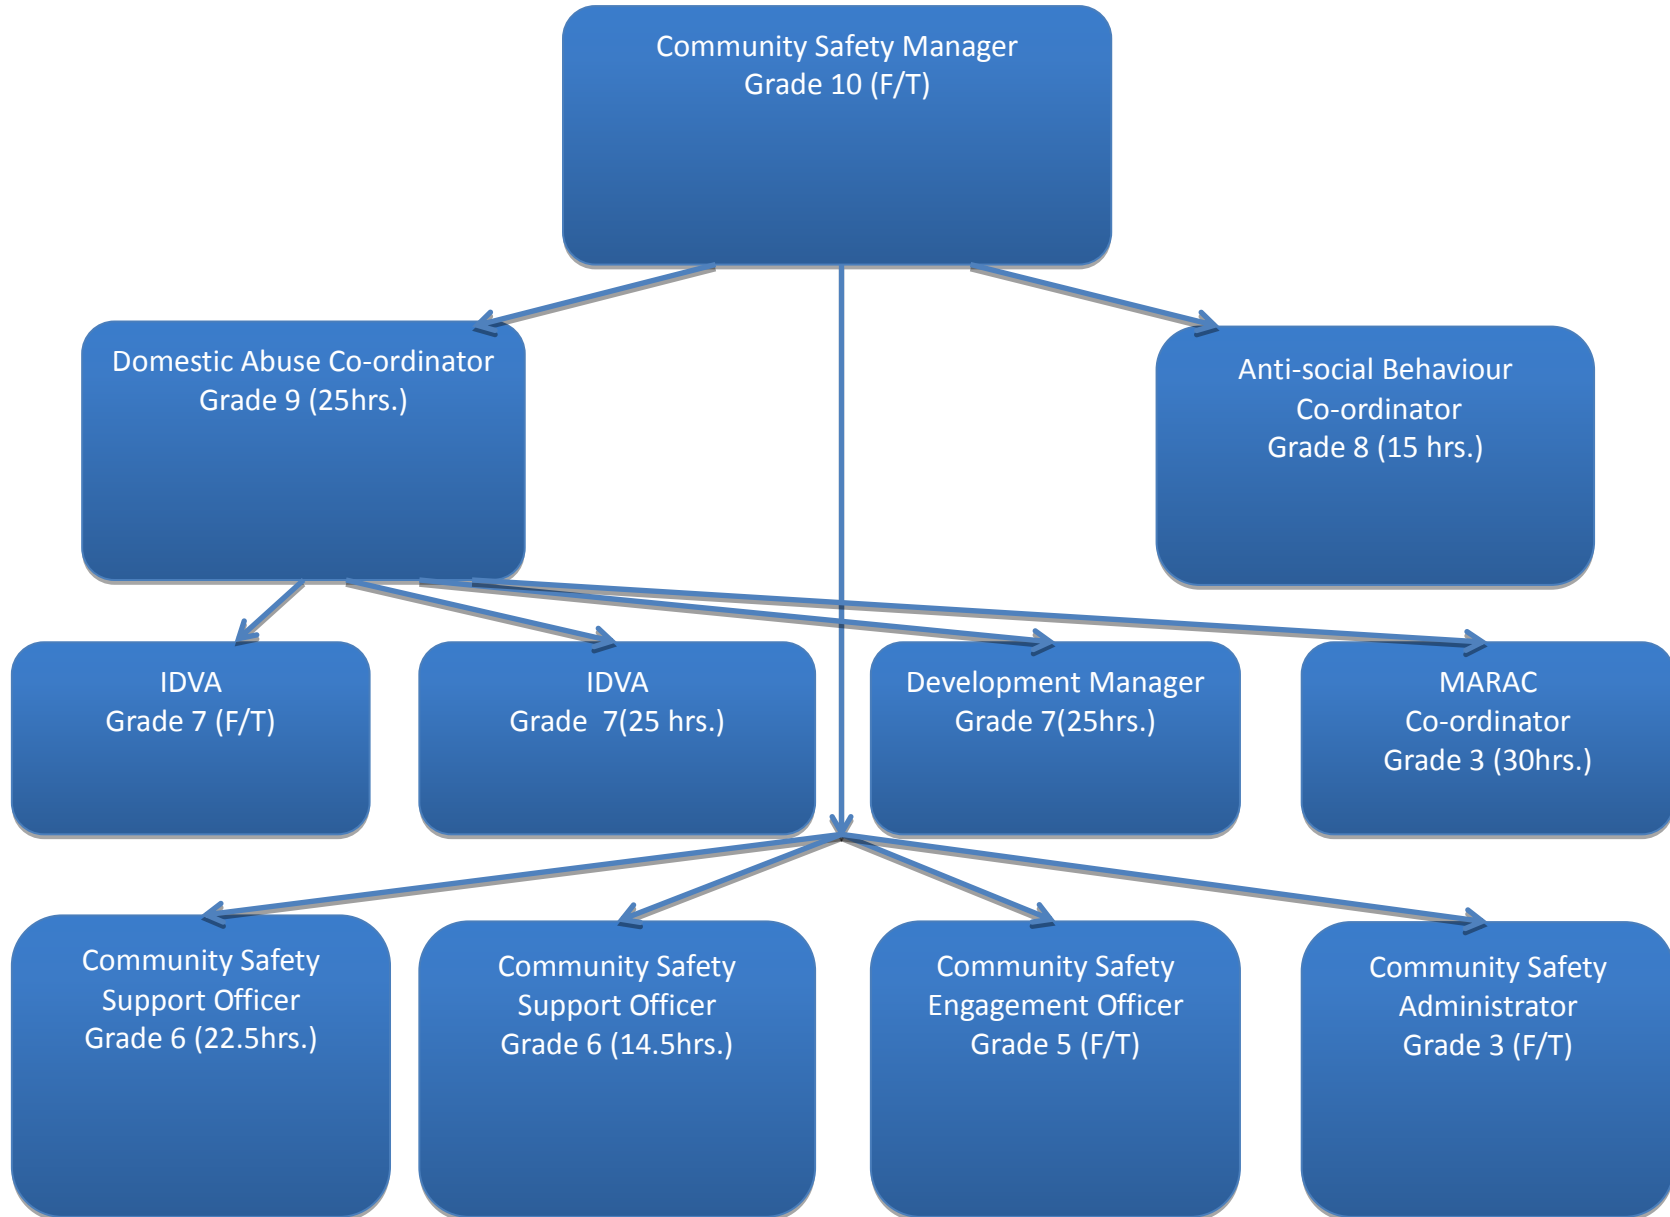 Community Safety Manager
Grade 10 (F/T)
Domestic Abuse Co-ordinator
Grade 9 (25hrs.)
Anti-social Behaviour
Co-ordinator
Grade 8 (15 hrs.)
IDVA
Grade 7 (F/T)
IDVA
Grade  7(25 hrs.)
Development Manager
Grade 7(25hrs.)
MARAC
Co-ordinator
Grade 3 (30hrs.)
Community Safety
Support Officer
Grade 6 (22.5hrs.)
Community Safety
Support Officer
Grade 6 (14.5hrs.)
Community Safety
Engagement Officer
Grade 5 (F/T)
Community Safety
Administrator
Grade 3 (F/T)